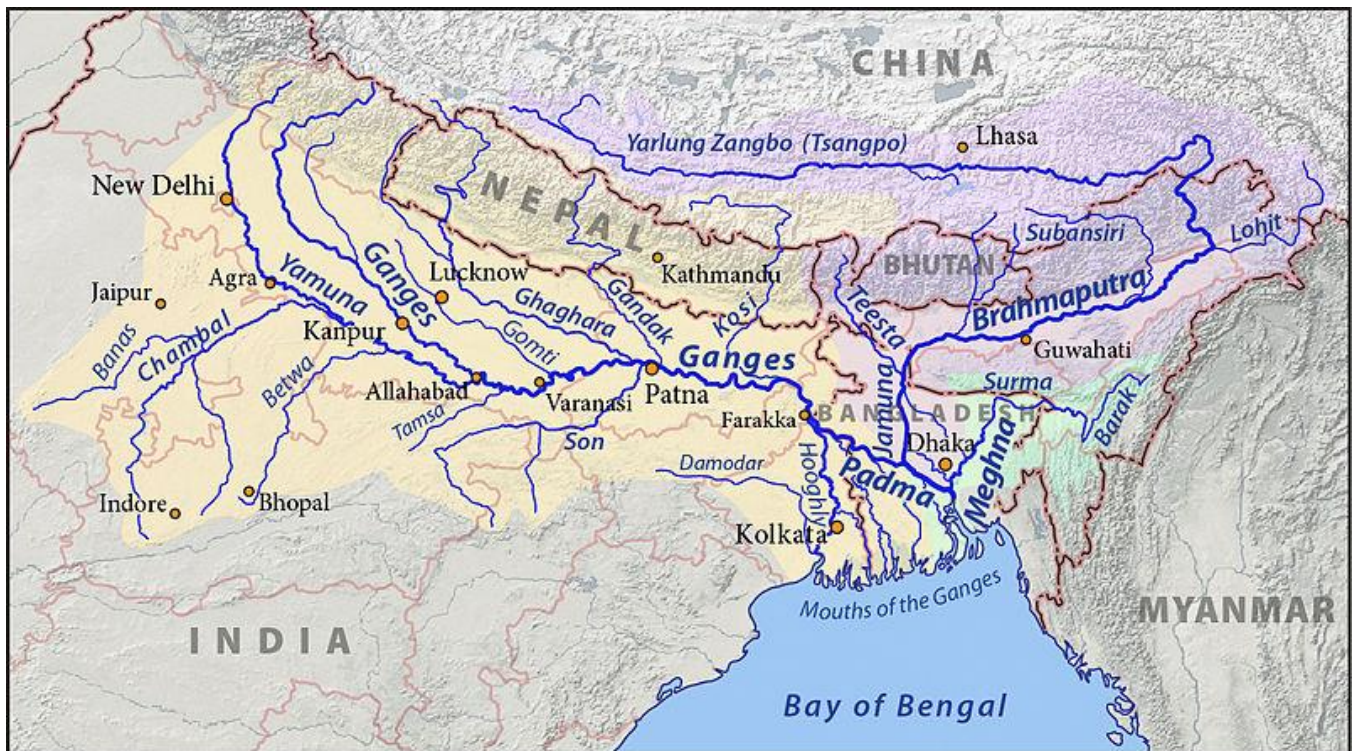 CHINA
Yarlung Zangbo (Tsangpo)
Lhasa
New Delhi
NEPAL
Subansiri
Lohit
BHUTAN
Agra
Yamuna
Ganges
Lucknow
Kathmandu
Jaipur
Ghaghara
Gandak
Kosi
Teesta
Brahmaputra
Kanpur
Banas
Chambal
Gomti
Ganges
Guwahati
Betwa
Allahabad
Varanasi
Patna
Surma
Tamsa
Farakka
BANGLADESH
Jamuna
Barak
Son
Dhaka
Damodar
Hooghly
Padma
Meghna
Indore
Bhopal
Kolkata
Mouths of the Ganges
MYANMAR
INDIA
Bay of Bengal